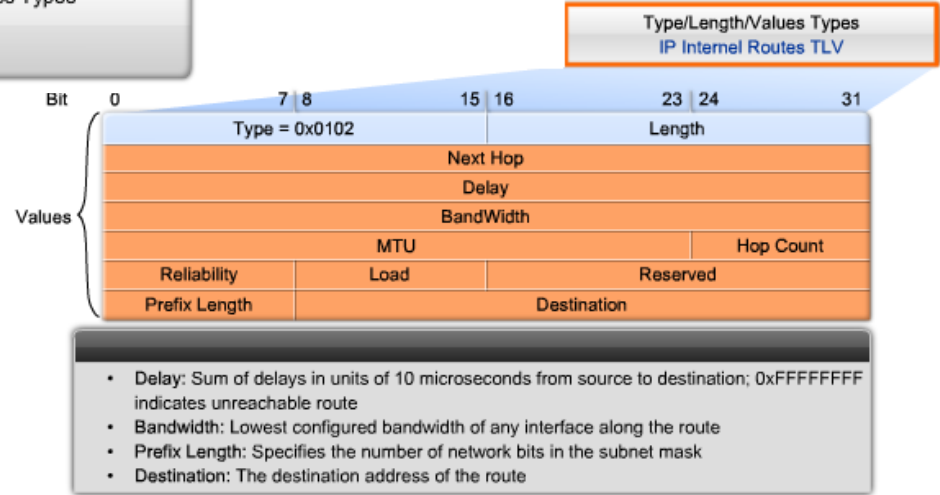 Type/Length/Values Types
IP Internet Routes TLV
Bit 0 7 8 15 16 23 24 31
Type = 0x0102 Length
Next Hop
Delay
Values
BandWidth
MTU Hop Count
Reliability Load Reserved
Prefix Length Destination
• Delay: Sum of delays in units of 10 microseconds from source to destination; 0xFFFFFFFF
indicates unreachable route
• Bandwidth: Lowest configured bandwidth of any interface along the route
• Prefix Length: Specifies the number of network bits in the subnet mask
• Destination: The destination address of the route